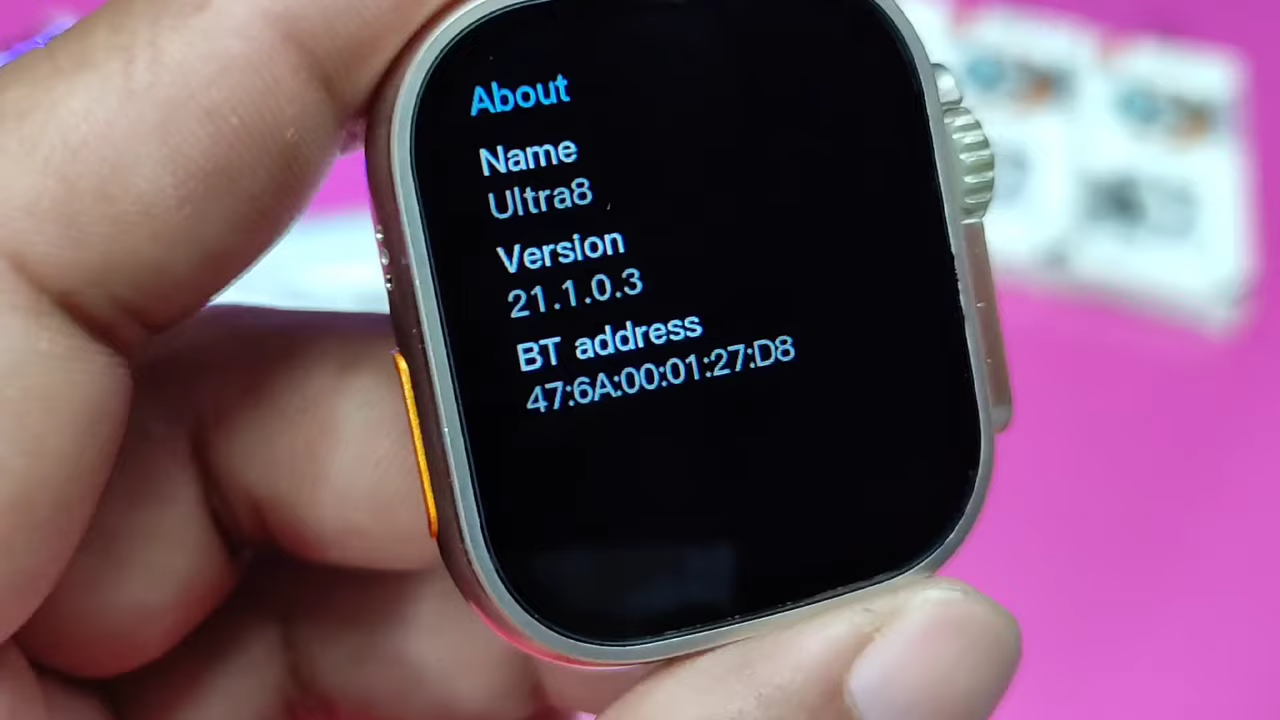 About
Name
Ultra8
Version
21.1.0.3
BT address
47:6A:00:01:27:D8